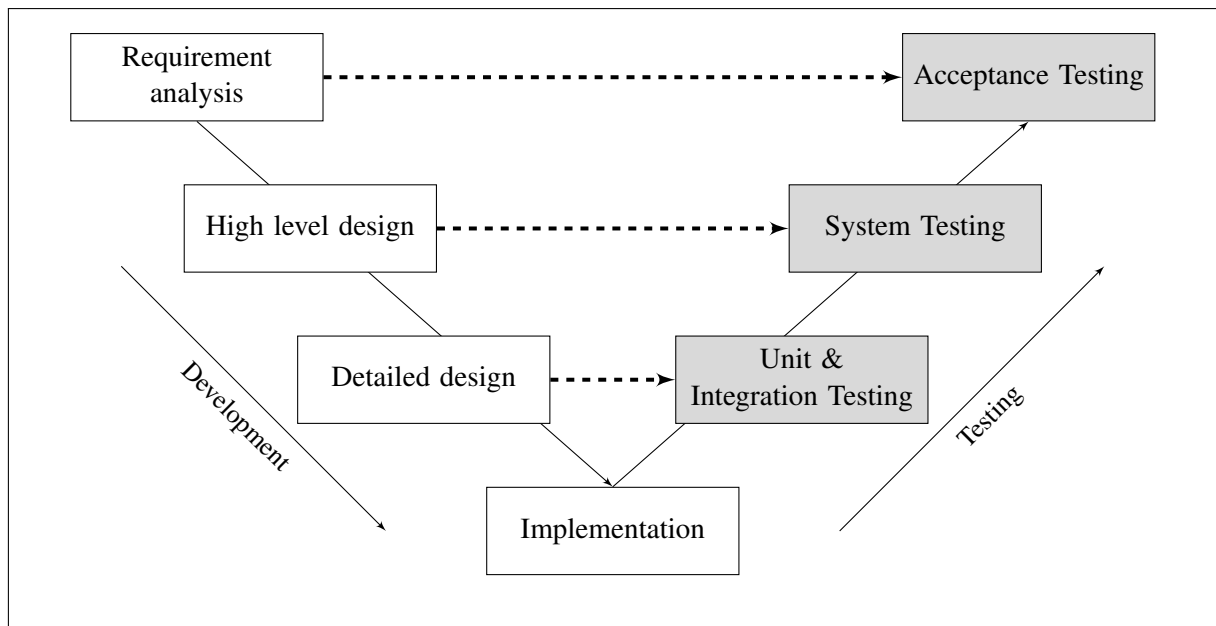 Requirement
analysis
Acceptance Testing
High level design
System Testing
Detailed design
Unit &
Integration Testing
Development
Testing
Implementation